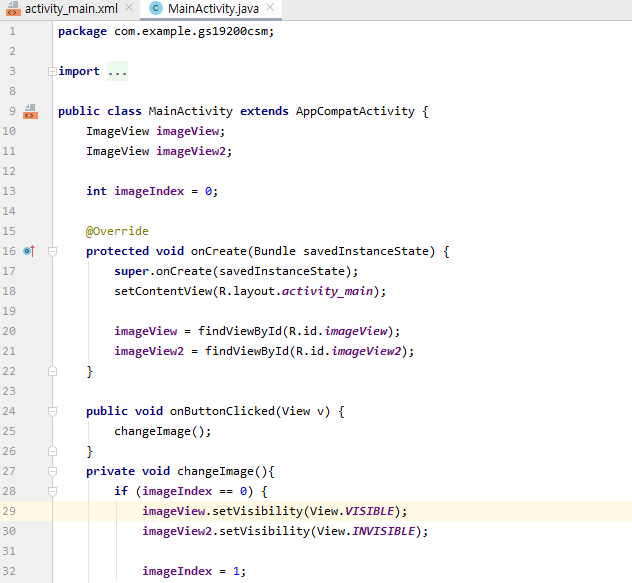 activity_main.xml MainActivity.java
1 package com.example.gs19200csm;
2
3 import ...
8
9 public class MainActivity extends AppCompatActivity {
10 ImageView imageView;
11 ImageView imageView2;
12
13 int imageIndex = 0;
14
15 @Override
16 protected void onCreate(Bundle savedInstanceState) {
17 super.onCreate(savedInstanceState);
18 setContentView(R.layout.activity_main);
19
20 imageView = findViewById(R.id.imageView);
21 imageView2 = findViewById(R.id.imageView2);
22 }
23
24 public void onButtonClicked(View v) {
25 changeImage();
26 }
27 private void changeImage(){
28 if (imageIndex == 0) {
29 imageView.setVisibility(View.VISIBLE);
30 imageView2.setVisibility(View.INVISIBLE);
31
32 imageIndex = 1;